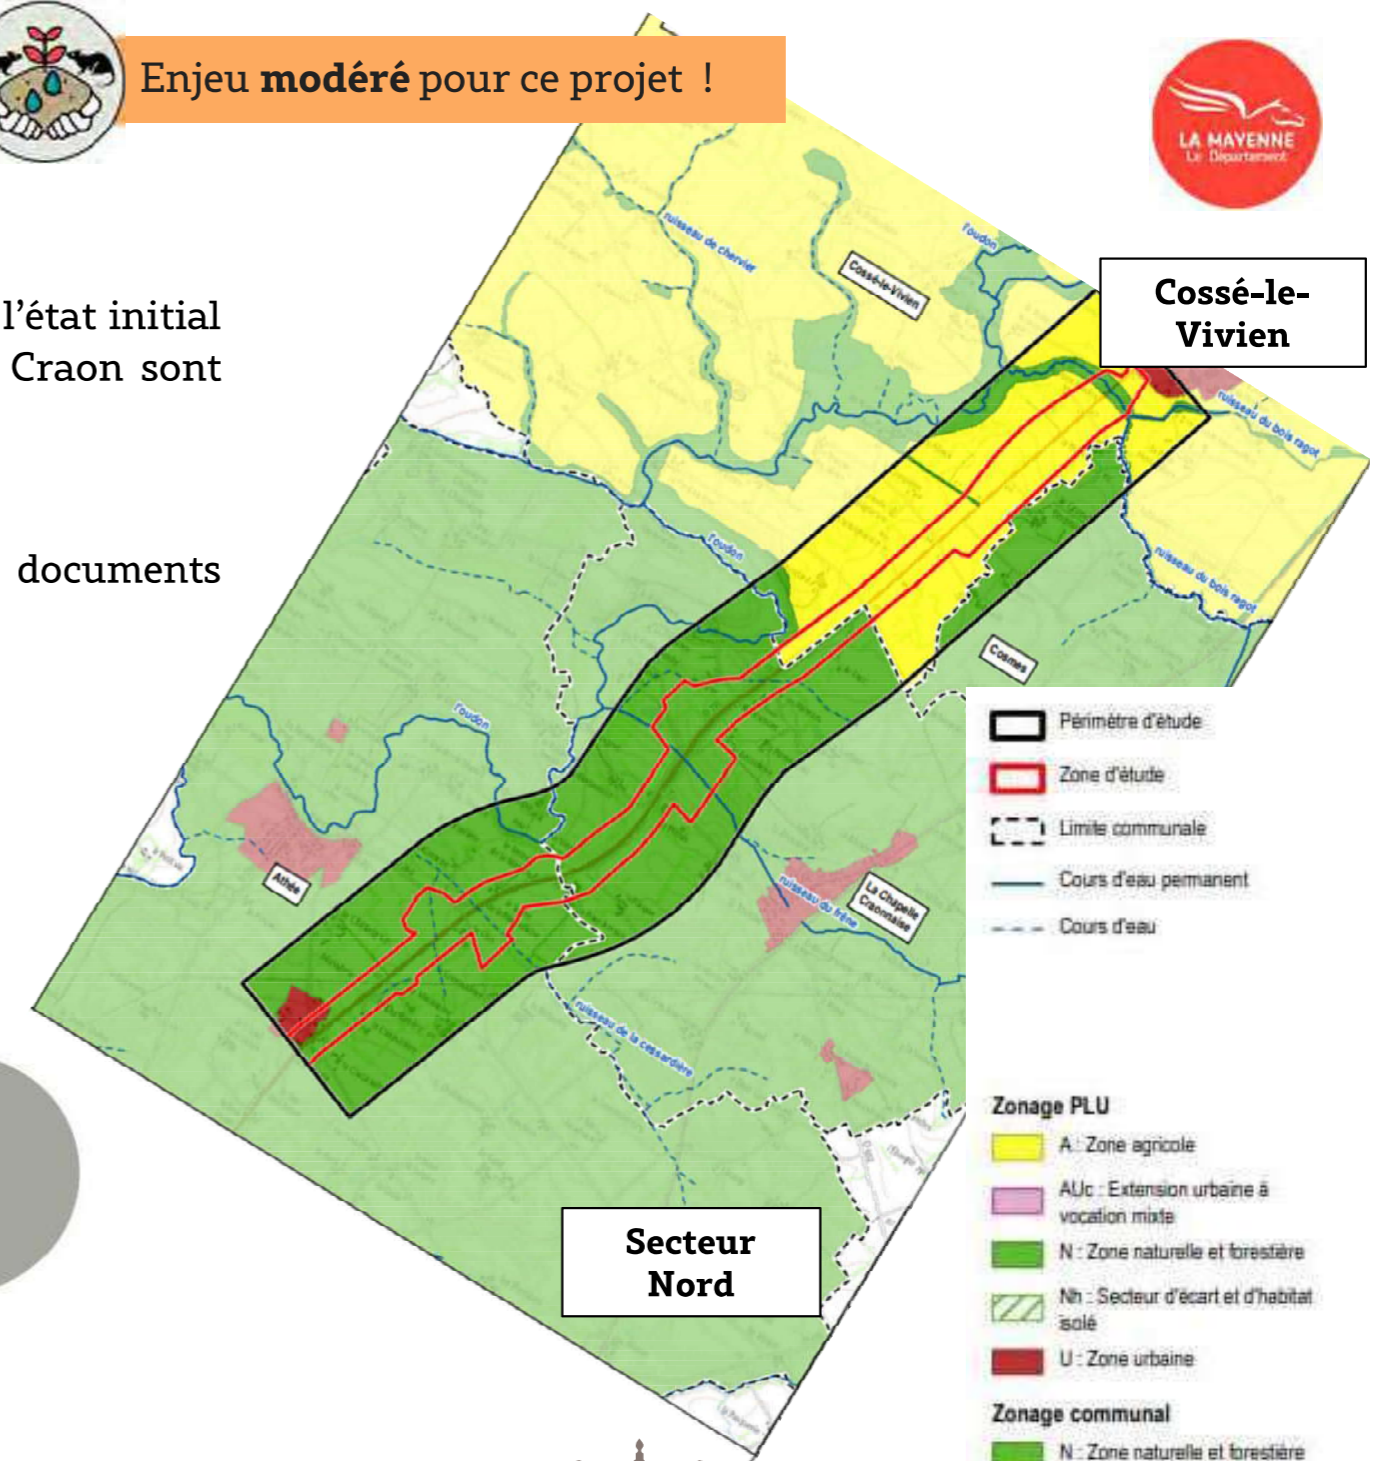 Enjeu modéré pour ce projet !
LA MAYENNE
Le Département
l'état initial
Craon sont
documents
Cossé-le-
Vivien
ruisseau de chervier
Cossé-le-Vivien
l'oudon
ruisseau du bois ragot
l'oudon
ruisseau du bois ragot
Cosmes
l'oudon
Athée
ruisseau du frêne
La Chapelle
Craonnaise
ruisseau de la cessardière
Secteur
Nord
Périmètre d'étude
Zone d'étude
Limite communale
Cours d'eau permanent
Cours d'eau
Zonage PLU
A : Zone agricole
AUc : Extension urbaine à
vocation mixte
N : Zone naturelle et forestière
Nh : Secteur d'écart et d'habitat
isolé
U : Zone urbaine
Zonage communal
N : Zone naturelle et forestière